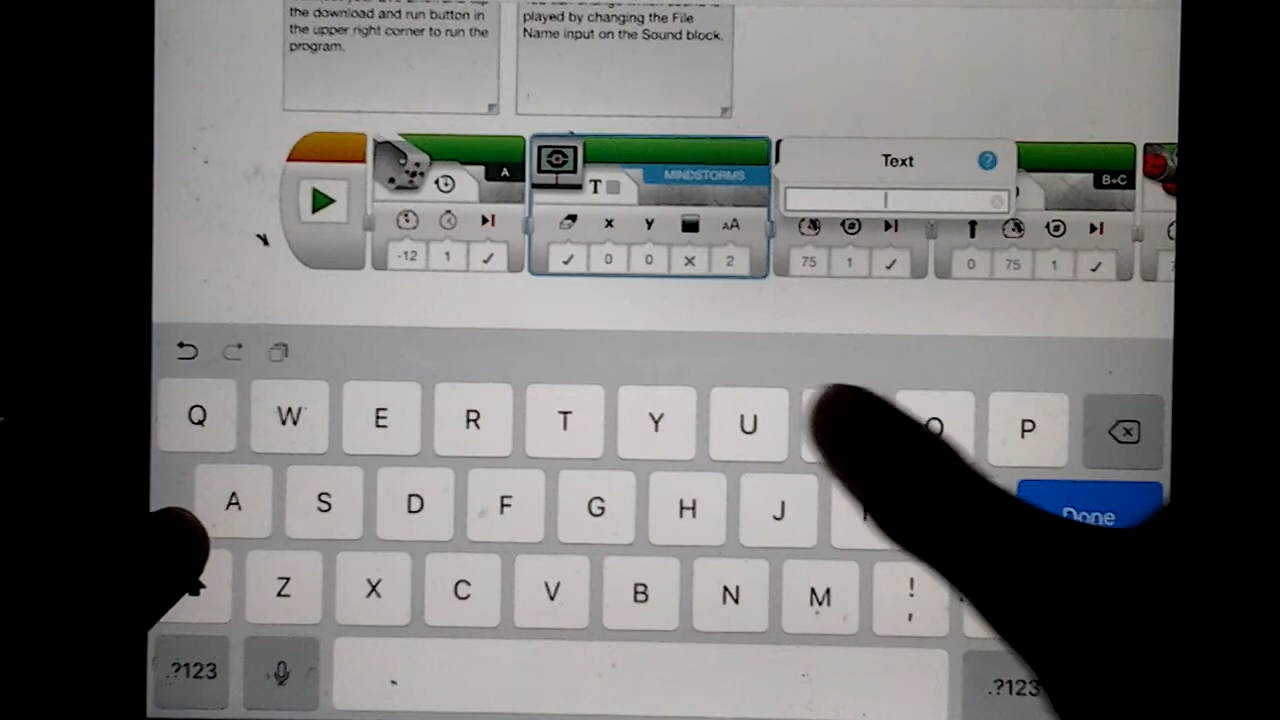 the download and run button in
the upper right corner to run the
program.
played by changing the File
Name input on the Sound block.
A
MINDSTORMS
T
Text
B+C
x y AA
-12 1 0 0 2 75 1 0 75 1
Q W E R T Y U O P
A S D F G H J Done
Z X C V B N M ! ,
.?123 .?123